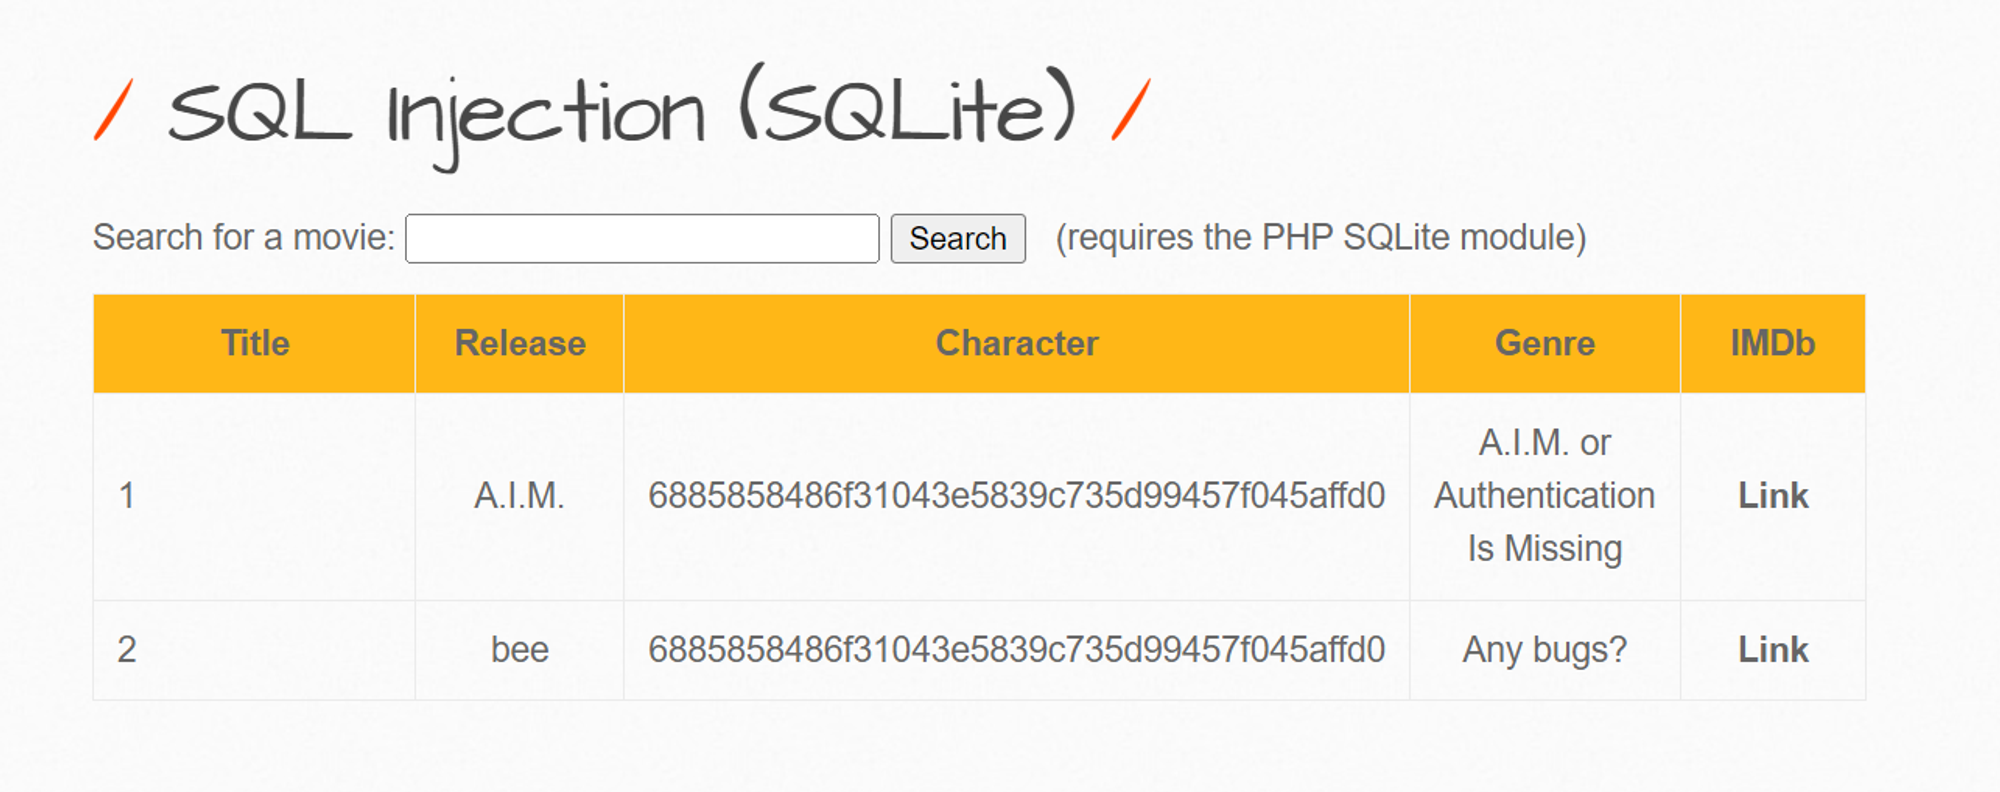 / SQL Injection (SQLite) /
Search for a movie: Search (requires the PHP SQLite module)
Title Release Character Genre IMDb
1 A.I.M. 6885858486f31043e5839c735d99457f045affd0 A.I.M. or Authentication Is Missing Link
2 bee 6885858486f31043e5839c735d99457f045affd0 Any bugs? Link